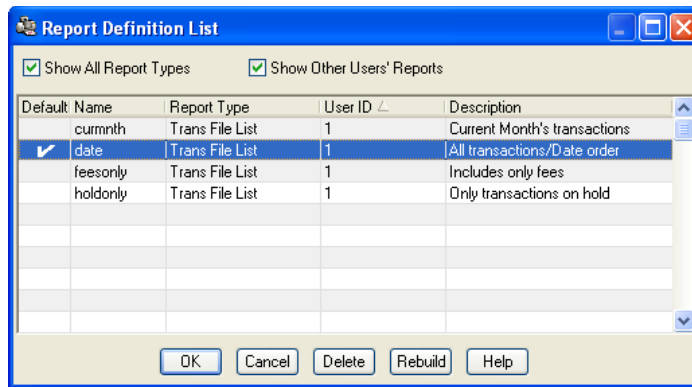 Report Definition List
Show All Report Types Show Other Users' Reports
Default Name Report Type User ID Description
curmnth Trans File List 1 Current Month's transactions
date Trans File List 1 All transactions/Date order
feesonly Trans File List 1 Includes only fees
holdonly Trans File List 1 Only transactions on hold
OK Cancel Delete Rebuild Help